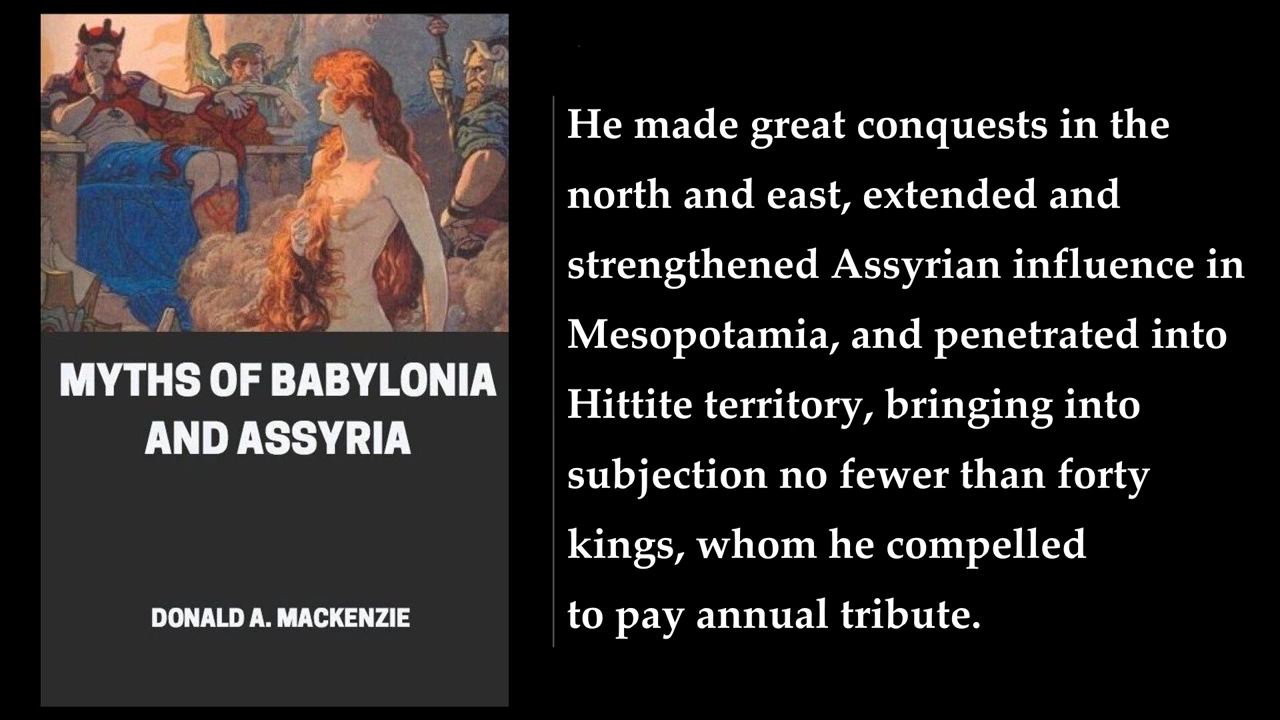 MYTHS OF BABYLONIA
AND ASSYRIA
DONALD A. MACKENZIE
He made great conquests in the
north and east, extended and
strengthened Assyrian influence in
Mesopotamia, and penetrated into
Hittite territory, bringing into
subjection no fewer than forty
kings, whom he compelled
to pay annual tribute.